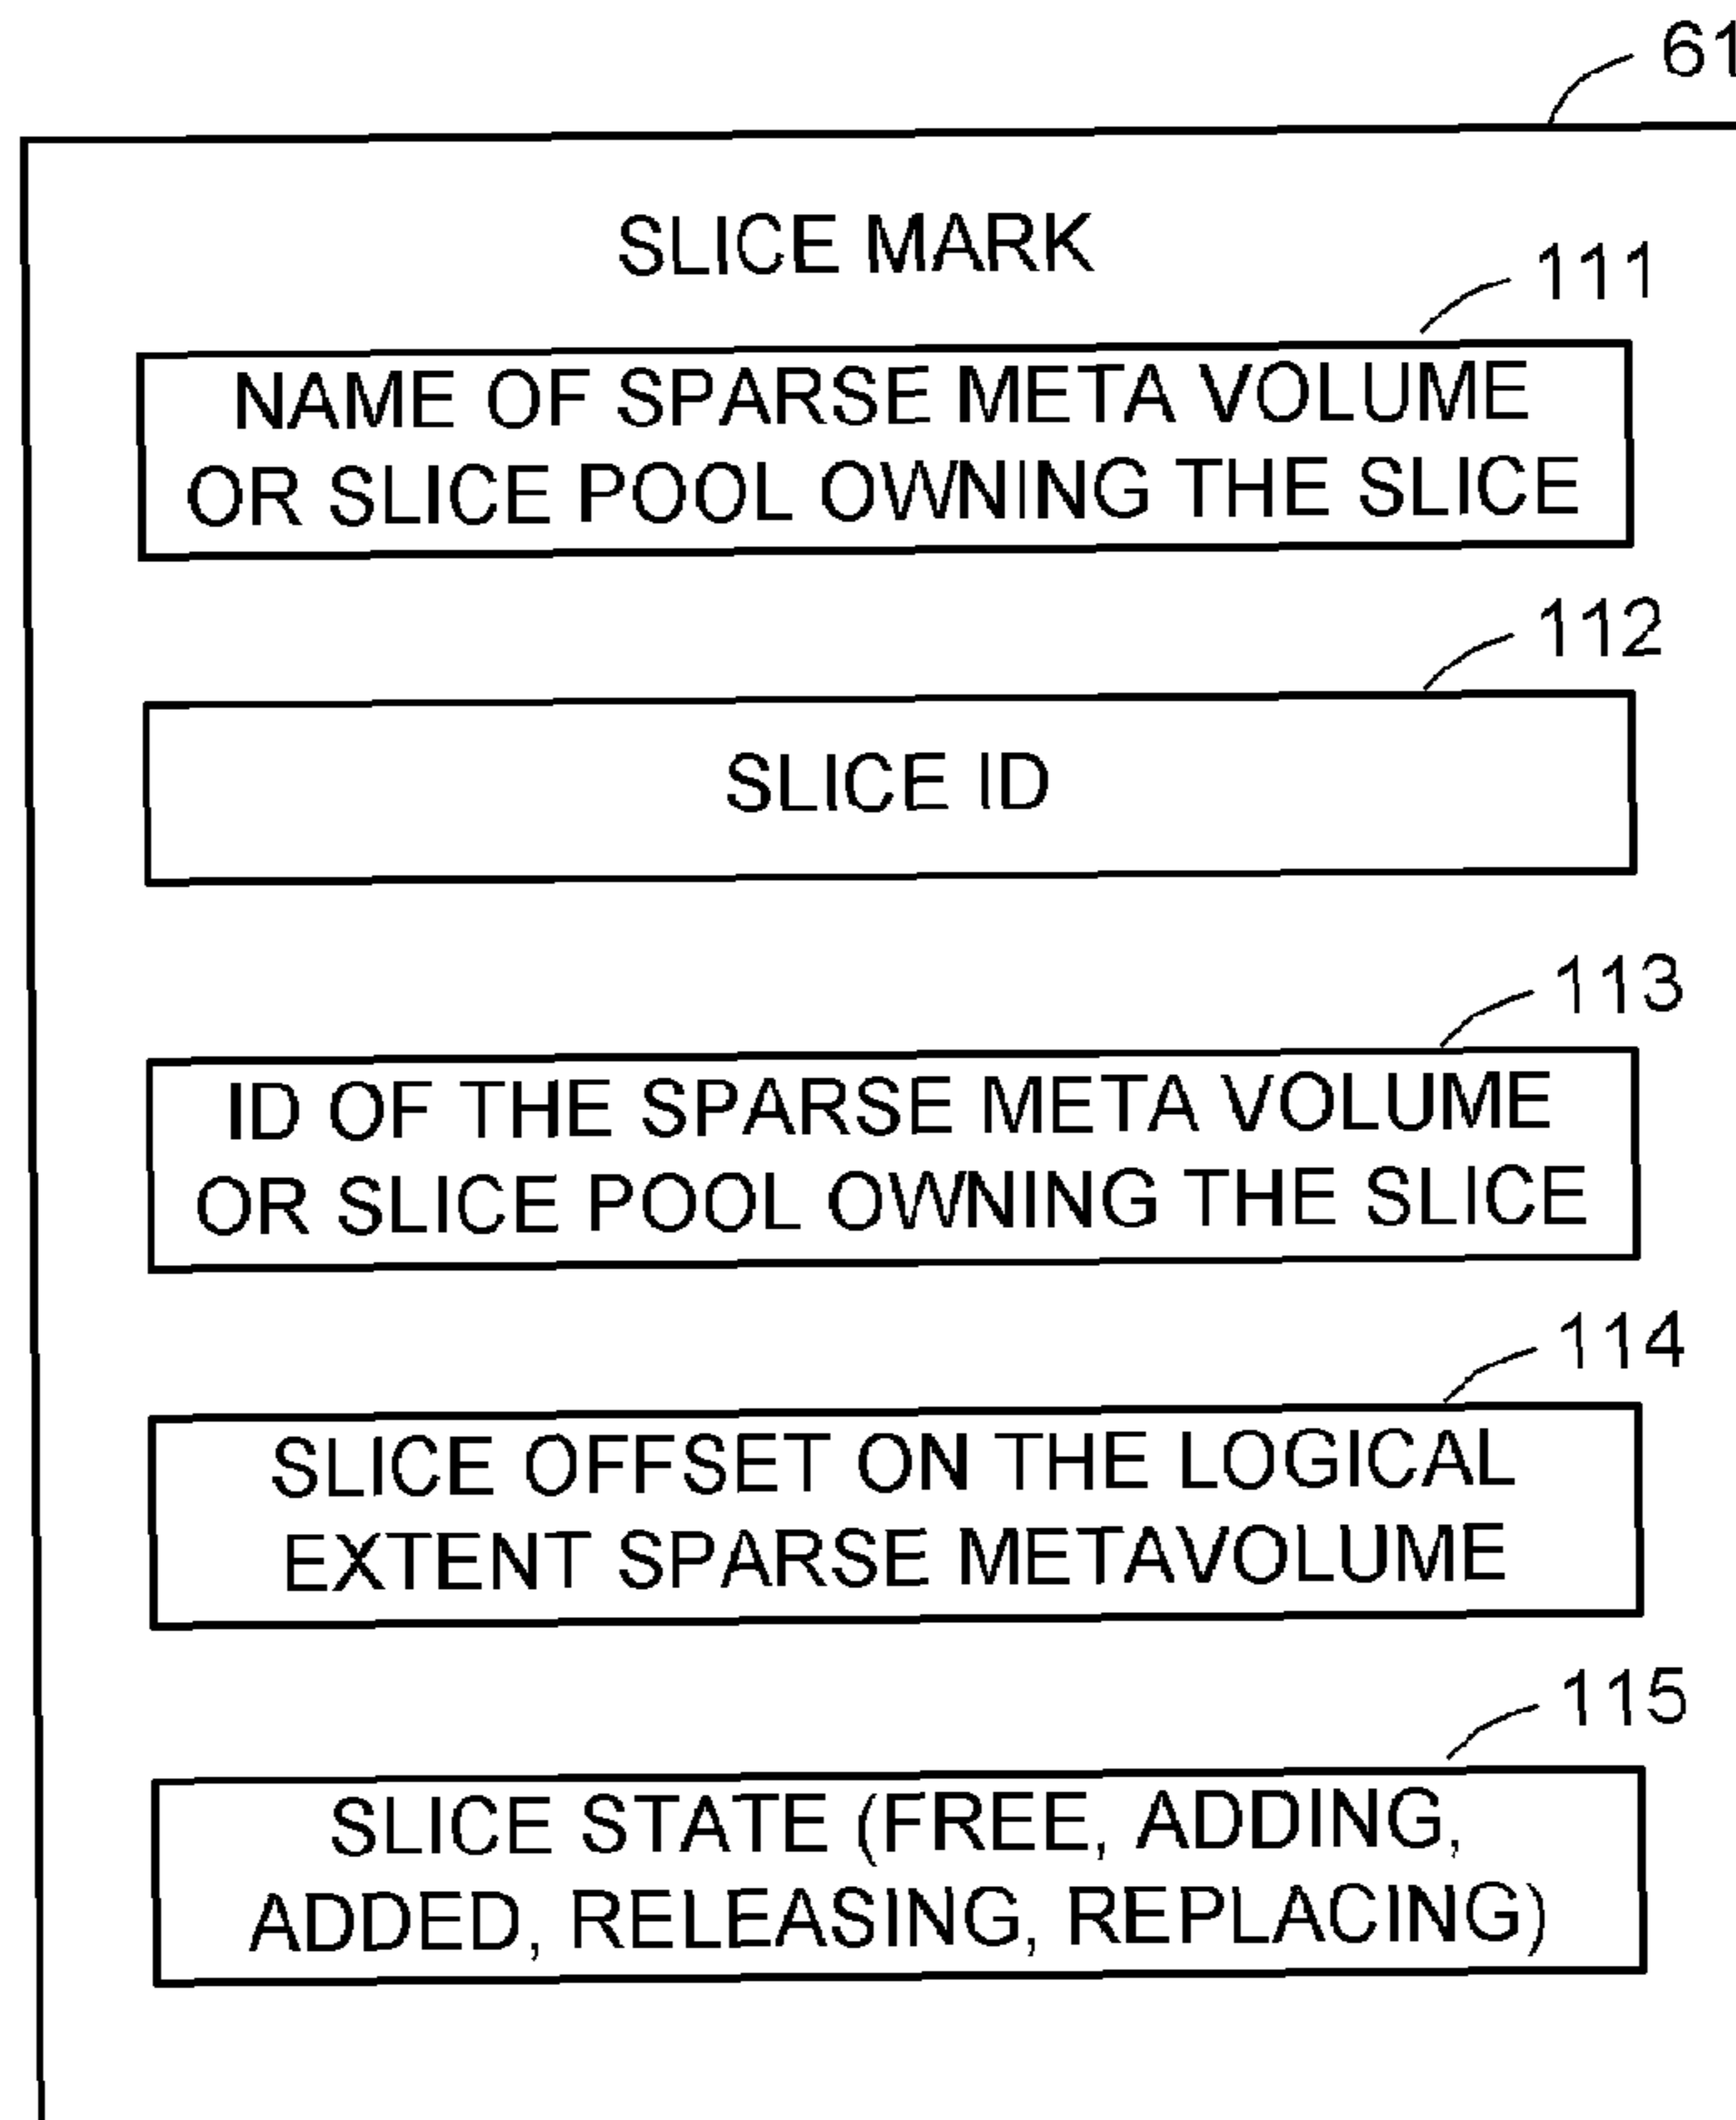 61
SLICE MARK
111
NAME OF SPARSE META VOLUME
OR SLICE POOL OWNING THE SLICE
112
SLICE ID
113
ID OF THE SPARSE META VOLUME
OR SLICE POOL OWNING THE SLICE
114
SLICE OFFSET ON THE LOGICAL
EXTENT SPARSE METAVOLUME
115
SLICE STATE (FREE, ADDING,
ADDED, RELEASING, REPLACING)